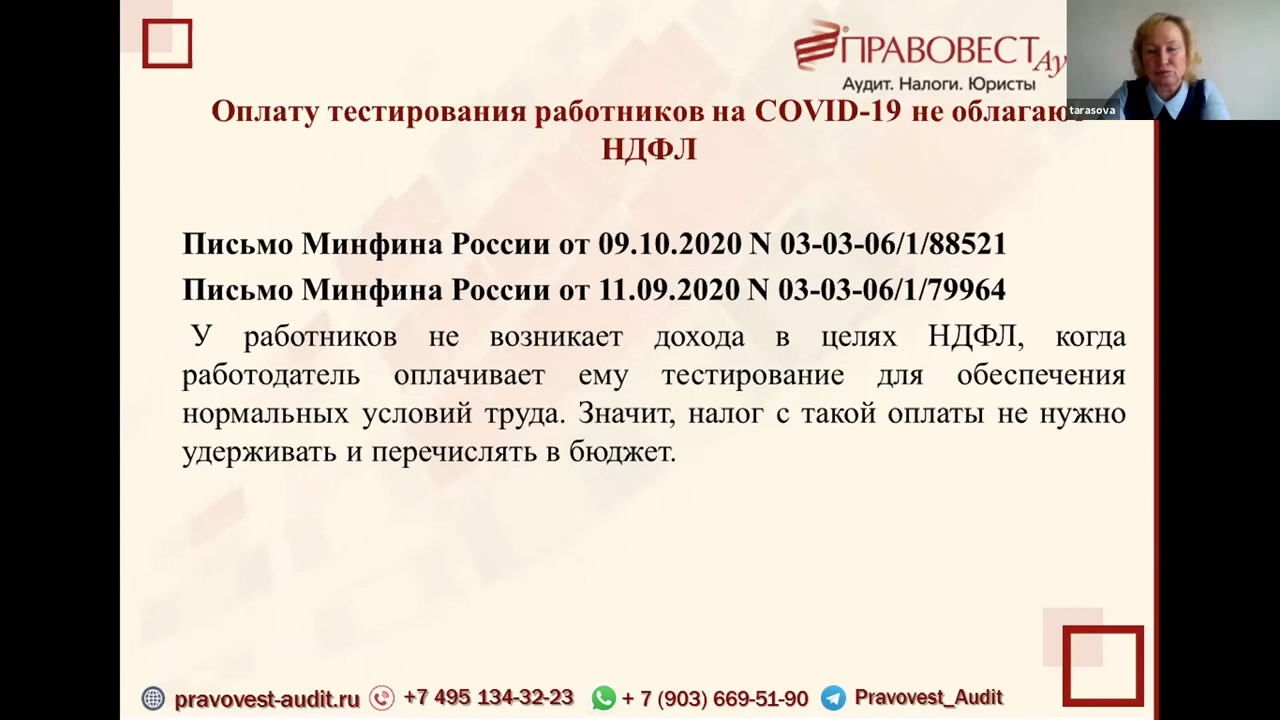 ПРАВОВЕСТ Ау
Аудит. Налоги. Юристы
tarasova
Оплату тестирования работников на COVID-19 не облагают
НДФЛ
Письмо Минфина России от 09.10.2020 N 03-03-06/1/88521
Письмо Минфина России от 11.09.2020 N 03-03-06/1/79964
У работников не возникает дохода в целях НДФЛ, когда
работодатель оплачивает ему тестирование для обеспечения
нормальных условий труда. Значит, налог с такой оплаты не нужно
удерживать и перечислять в бюджет.
pravovest-audit.ru +7 495 134-32-23 + 7 (903) 669-51-90 Pravovest_Audit